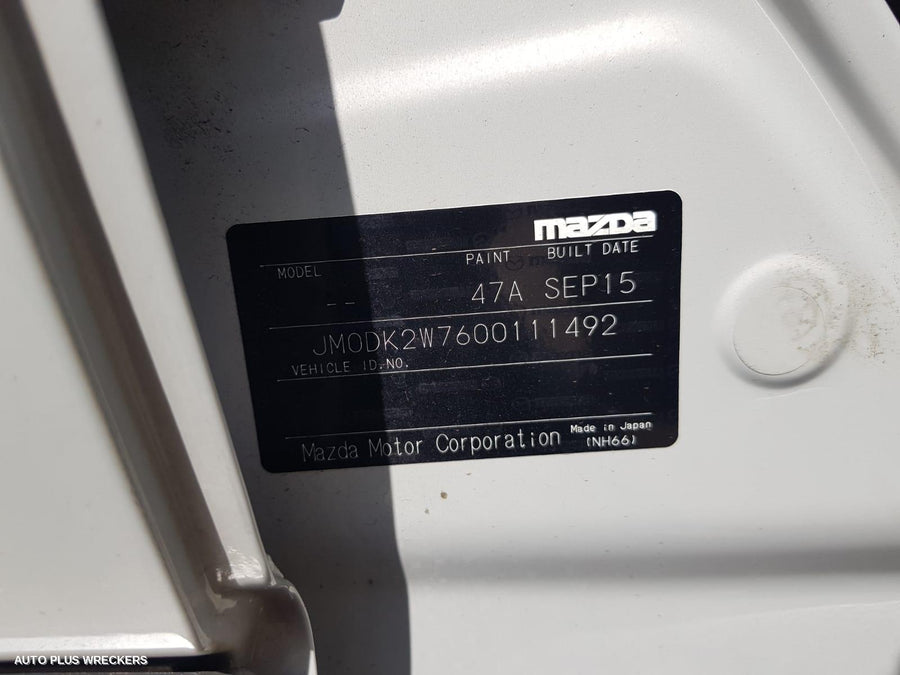 mazda
MODEL PAINT BUILT DATE
-- 47A SEP15
JM0DK2W7600111492
VEHICLE ID.NO.
Mazda Motor Corporation Made in Japan
(NH66)
AUTO PLUS WRECKERS